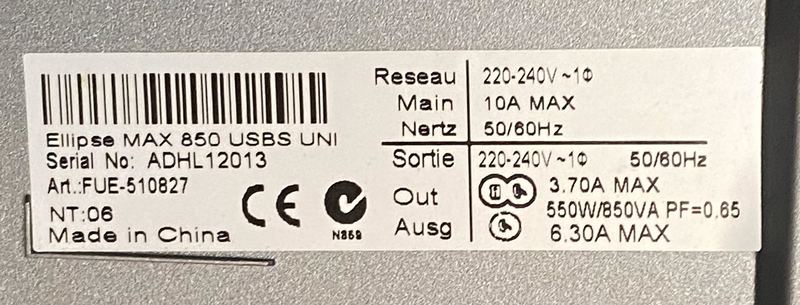 Ellipse MAX 850 USBS UNI
Serial No: ADHL12013
Art.:FUE-510827
NT:06
Made in China
CE
N259
Reseau 220-240V ~1Φ
Main 10A MAX
Nertz 50/60Hz
Sortie 220-240V ~1Φ 50/60Hz
Out 3.70A MAX
550W/850VA PF=0.65
Ausg 6.30A MAX